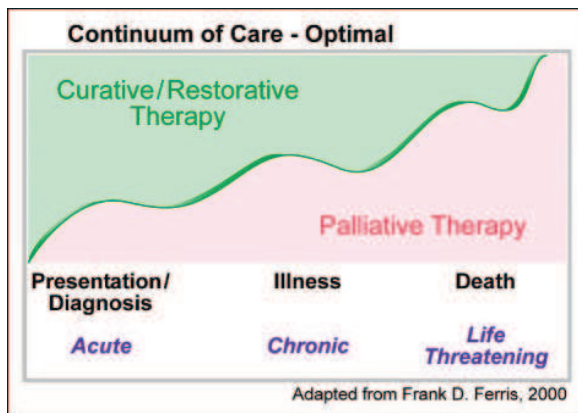 Continuum of Care - Optimal
Curative/Restorative
Therapy
Palliative Therapy
Presentation/
Diagnosis
Illness
Death
Acute
Chronic
Life
Threatening
Adapted from Frank D. Ferris, 2000